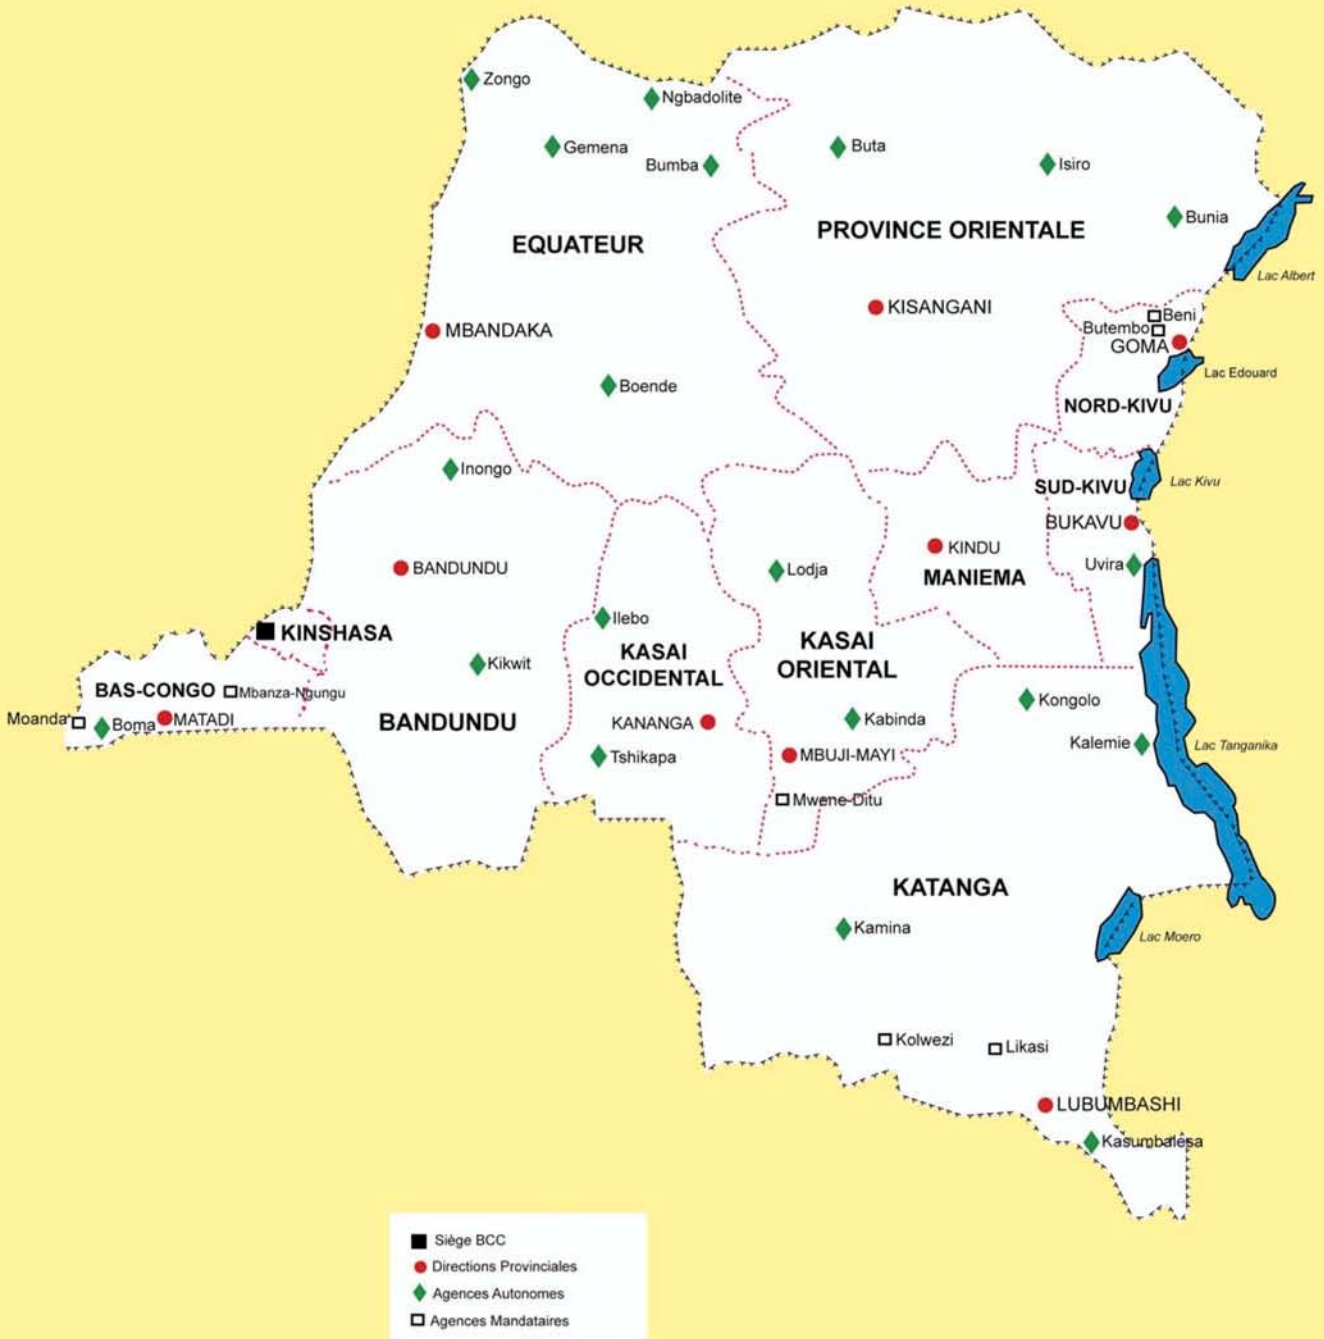 Zongo
Ngbadolite
Gemena
Bumba
Buta
Isiro
Bunia
EQUATEUR
PROVINCE ORIENTALE
Lac Albert
MBANDAKA
KISANGANI
Beni
Butembo
GOMA
Lac Edouard
Boende
NORD-KIVU
Inongo
SUD-KIVU
Lac Kivu
BUKAVU
BANDUNDU
Lodja
KINDU
MANIEMA
Uvira
Ilebo
KINSHASA
KASAI
OCCIDENTAL
KASAI
ORIENTAL
Kikwit
BAS-CONGO
Mbanza-Ngungu
Moanda
Boma
MATADI
BANDUNDU
KANANGA
Kabinda
Kongolo
Kalemie
Lac Tanganika
Tshikapa
MBUJI-MAYI
Mwene-Ditu
KATANGA
Kamina
Lac Moero
Kolwezi
Likasi
LUBUMBASHI
Kasumbalesa
Siège BCC
Directions Provinciales
Agences Autonomes
Agences Mandataires